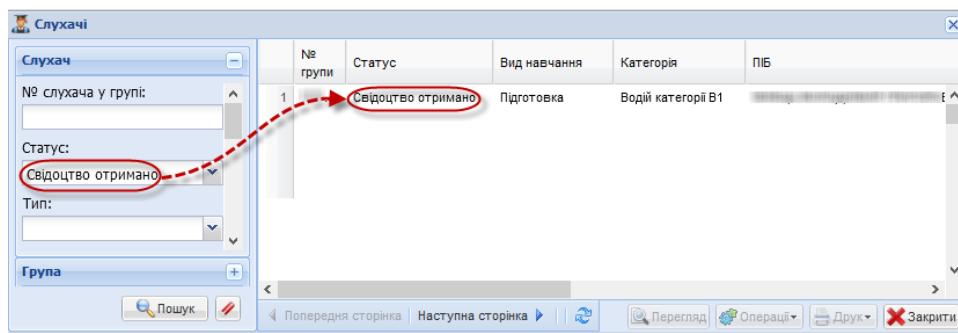 Слухачі
Слухач
№ слухача у групі:
Статус:
Свідоцтво отримано
Тип:
Група
Пошук
№ групи Статус Вид навчання Категорія ПІБ
1 Свідоцтво отримано Підготовка Водій категорії В1
Попередня сторінка Наступна сторінка Перегляд Операції Друк Закрити